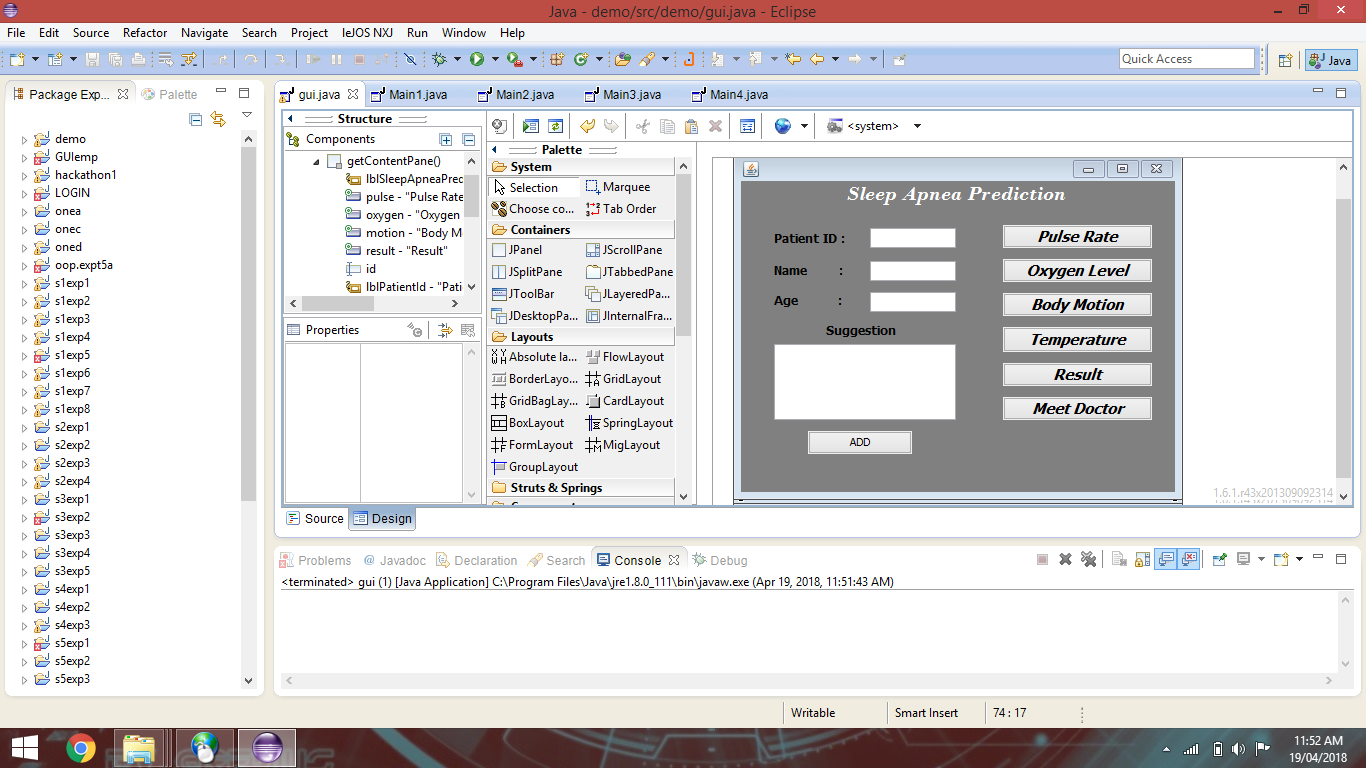 Java - demo/src/demo/gui.java - Eclipse
File Edit Source Refactor Navigate Search Project leJOS NXJ Run Window Help
Quick Access
Java
Package Exp...
Palette
demo
GUIemp
hackathon1
LOGIN
onea
onec
oned
oop.expt5a
s1exp1
s1exp2
s1exp3
s1exp4
s1exp5
s1exp6
s1exp7
s1exp8
s2exp1
s2exp2
s2exp3
s2exp4
s3exp1
s3exp2
s3exp3
s3exp4
s3exp5
s4exp1
s4exp2
s4exp3
s5exp1
s5exp2
s5exp3
gui.java Main1.java Main2.java Main3.java Main4.java
Structure
Components
getContentPane()
lblSleepApneaPred
pulse - "Pulse Rate
oxygen - "Oxygen
motion - "Body M
result - "Result"
id
lblPatientId - "Pati
Properties
<system>
Palette
System
Selection Marquee
Choose co... Tab Order
Containers
JPanel JScrollPane
JSplitPane JTabbedPane
JToolBar JLayeredPa...
JDesktopPa... JInternalFra...
Layouts
Absolute la... FlowLayout
BorderLayo... GridLayout
GridBagLay... CardLayout
BoxLayout SpringLayout
FormLayout MigLayout
GroupLayout
Struts & Springs
Sleep Apnea Prediction
Patient ID :
Name :
Age :
Suggestion
ADD
Pulse Rate
Oxygen Level
Body Motion
Temperature
Result
Meet Doctor
1.6.1.r43x201309092314
Source Design
Problems @ Javadoc Declaration Search Console Debug
<terminated> gui (1) [Java Application] C:\Program Files\Java\jre1.8.0_111\bin\javaw.exe (Apr 19, 2018, 11:51:43 AM)
Writable Smart Insert 74 : 17
11:52 AM
19/04/2018